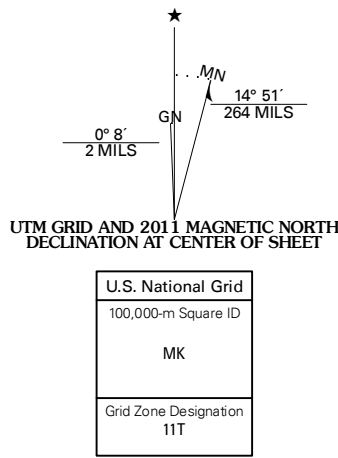 ★
MN
14° 51´
264 MILS
GN
0° 8´
2 MILS
UTM GRID AND 2011 MAGNETIC NORTH
DECLINATION AT CENTER OF SHEET
U.S. National Grid
100,000-m Square ID
MK
Grid Zone Designation
11T